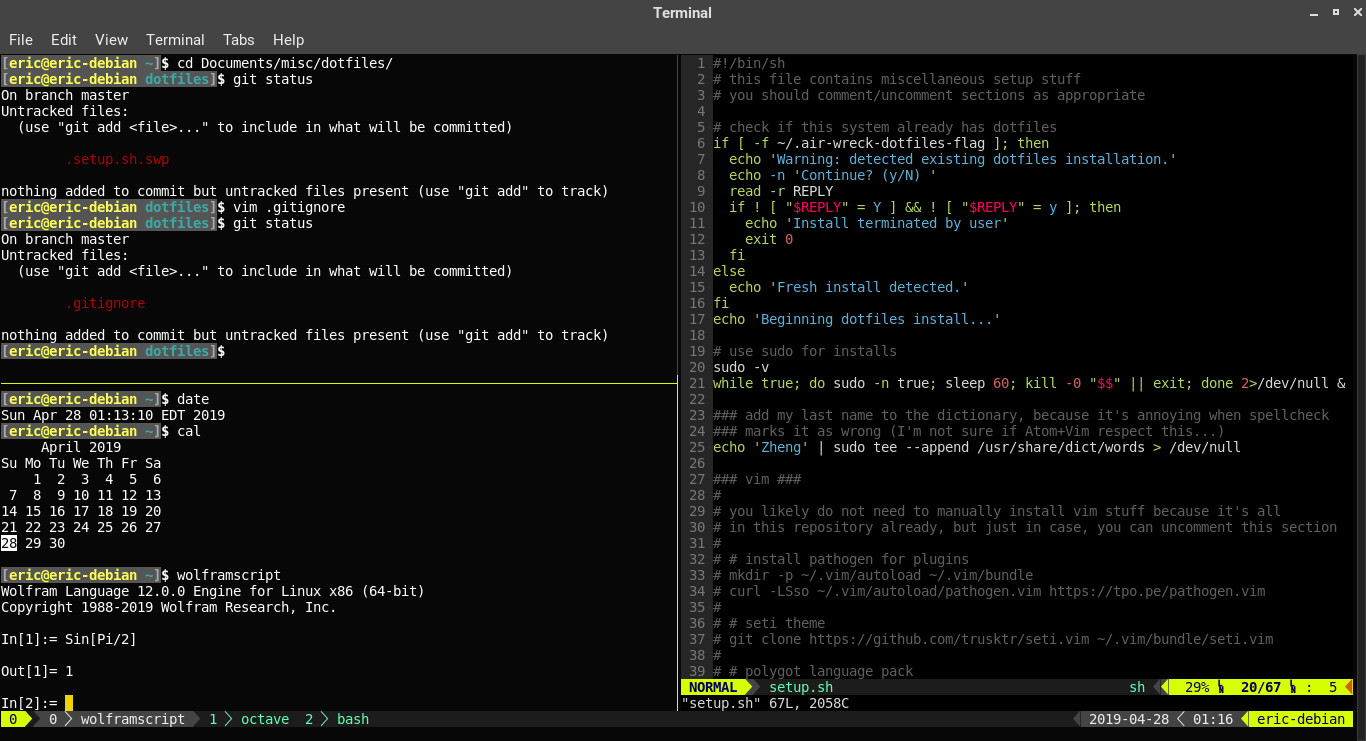 Terminal
File Edit View Terminal Tabs Help
[eric@eric-debian ~]$ cd Documents/misc/dotfiles/
[eric@eric-debian dotfiles]$ git status
On branch master
Untracked files:
  (use "git add <file>..." to include in what will be committed)
        .setup.sh.swp
nothing added to commit but untracked files present (use "git add" to track)
[eric@eric-debian dotfiles]$ vim .gitignore
[eric@eric-debian dotfiles]$ git status
On branch master
Untracked files:
  (use "git add <file>..." to include in what will be committed)
        .gitignore
nothing added to commit but untracked files present (use "git add" to track)
[eric@eric-debian dotfiles]$
[eric@eric-debian ~]$ date
Sun Apr 28 01:13:10 EDT 2019
[eric@eric-debian ~]$ cal
     April 2019
Su Mo Tu We Th Fr Sa
    1  2  3  4  5  6
 7  8  9 10 11 12 13
14 15 16 17 18 19 20
21 22 23 24 25 26 27
28 29 30
[eric@eric-debian ~]$ wolframscript
Wolfram Language 12.0.0 Engine for Linux x86 (64-bit)
Copyright 1988-2019 Wolfram Research, Inc.
In[1]:= Sin[Pi/2]
Out[1]= 1
In[2]:=
1 #!/bin/sh
2 # this file contains miscellaneous setup stuff
3 # you should comment/uncomment sections as appropriate
4
5 # check if this system already has dotfiles
6 if [ -f ~/.air-wreck-dotfiles-flag ]; then
7   echo 'Warning: detected existing dotfiles installation.'
8   echo -n 'Continue? (y/N) '
9   read -r REPLY
10   if ! [ "$REPLY" = Y ] && ! [ "$REPLY" = y ]; then
11     echo 'Install terminated by user'
12     exit 0
13   fi
14 else
15   echo 'Fresh install detected.'
16 fi
17 echo 'Beginning dotfiles install...'
18
19 # use sudo for installs
20 sudo -v
21 while true; do sudo -n true; sleep 60; kill -0 "$$" || exit; done 2>/dev/null &
22
23 ### add my last name to the dictionary, because it's annoying when spellcheck
24 ### marks it as wrong (I'm not sure if Atom+Vim respect this...)
25 echo 'Zheng' | sudo tee --append /usr/share/dict/words > /dev/null
26
27 ### vim ###
28 #
29 # you likely do not need to manually install vim stuff because it's all
30 # in this repository already, but just in case, you can uncomment this section
31 #
32 # # install pathogen for plugins
33 # mkdir -p ~/.vim/autoload ~/.vim/bundle
34 # curl -LSso ~/.vim/autoload/pathogen.vim https://tpo.pe/pathogen.vim
35 #
36 # # seti theme
37 # git clone https://github.com/trusktr/seti.vim ~/.vim/bundle/seti.vim
38 #
39 # # polygot language pack
NORMAL setup.sh sh 29% 20/67 : 5
"setup.sh" 67L, 2058C
0 0 wolframscript 1 octave 2 bash 2019-04-28 01:16 eric-debian